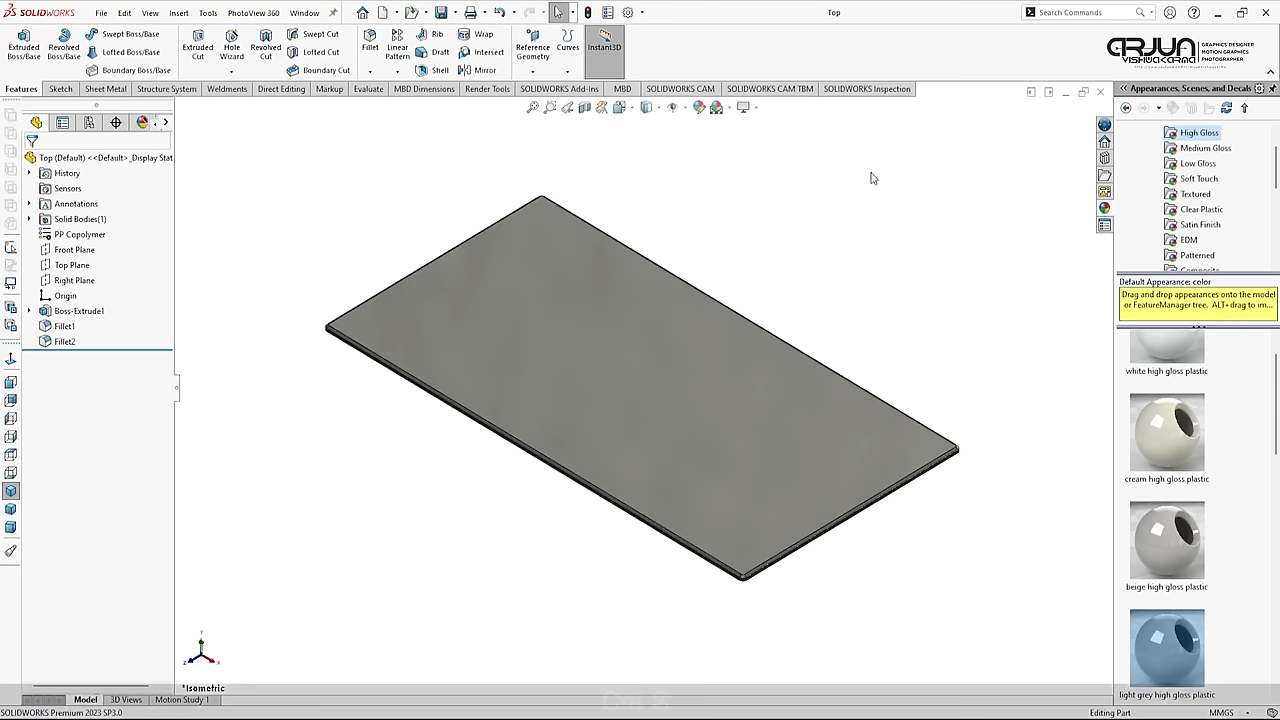 SOLIDWORKS File Edit View Insert Tools PhotoView 360 Window Top Search Commands
Extruded Boss/Base
Revolved Boss/Base
Swept Boss/Base
Lofted Boss/Base
Boundary Boss/Base
Extruded Cut
Hole Wizard
Revolved Cut
Swept Cut
Lofted Cut
Boundary Cut
Fillet
Linear Pattern
Rib
Draft
Shell
Wrap
Intersect
Mirror
Reference Geometry
Curves
Instant3D
ARJUN
VISHWAKARMA
GRAPHICS DESIGNER
MOTION GRAPHICS
PHOTOGRAPHER
Features Sketch Sheet Metal Structure System Weldments Direct Editing Markup Evaluate MBD Dimensions Render Tools SOLIDWORKS Add-Ins MBD SOLIDWORKS CAM SOLIDWORKS CAM TBM SOLIDWORKS Inspection
Top (Default) <<Default>_Display Stat
History
Sensors
Annotations
Solid Bodies(1)
PP Copolymer
Front Plane
Top Plane
Right Plane
Origin
Boss-Extrude1
Fillet1
Fillet2
Y
Z
X
*Isometric
Appearances, Scenes, and Decals
High Gloss
Medium Gloss
Low Gloss
Soft Touch
Textured
Clear Plastic
Satin Finish
EDM
Patterned
Composite
Default Appearance: color
Drag and drop appearances onto the model
or FeatureManager tree. ALT+drag to im...
white high gloss plastic
cream high gloss plastic
beige high gloss plastic
light grey high gloss plastic
Model 3D Views Motion Study 1
Ctrl S
SOLIDWORKS Premium 2023 SP3.0 Editing Part MMGS